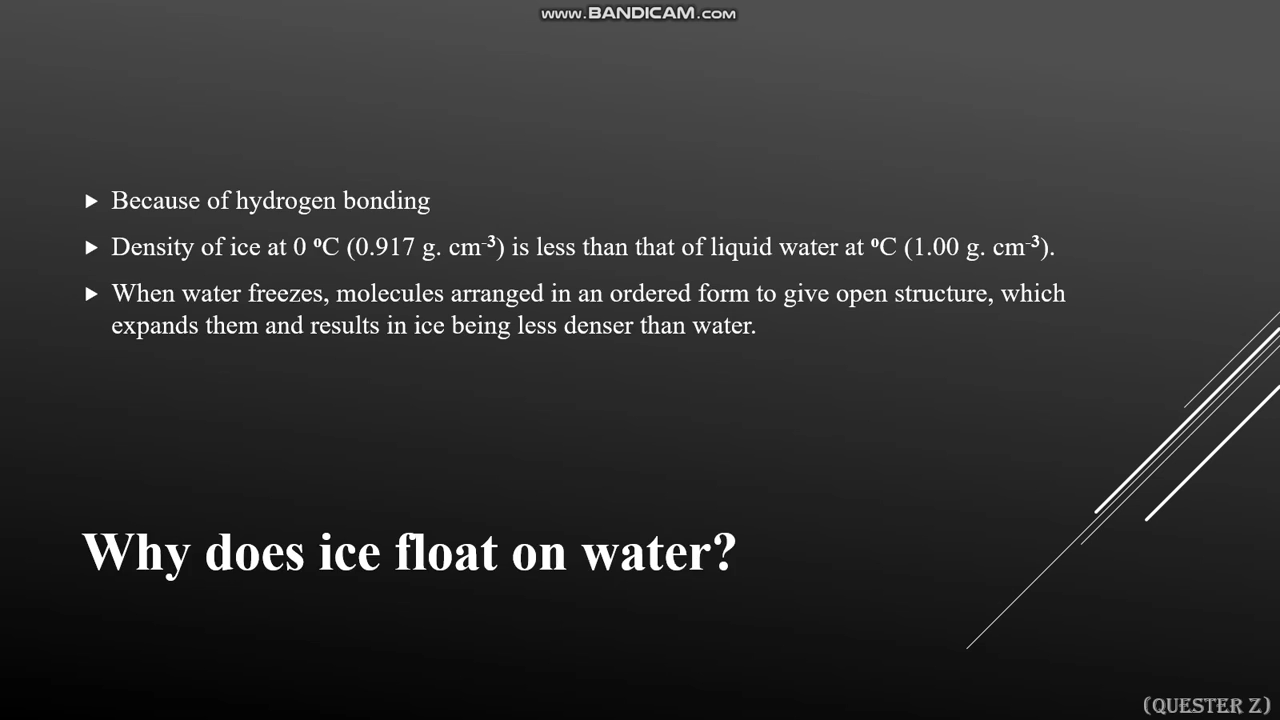 www.BANDICAM.com
Because of hydrogen bonding
Density of ice at 0 ⁰C (0.917 g. cm⁻³) is less than that of liquid water at ⁰C (1.00 g. cm⁻³).
When water freezes, molecules arranged in an ordered form to give open structure, which
expands them and results in ice being less denser than water.
Why does ice float on water?
(QUESTER Z)